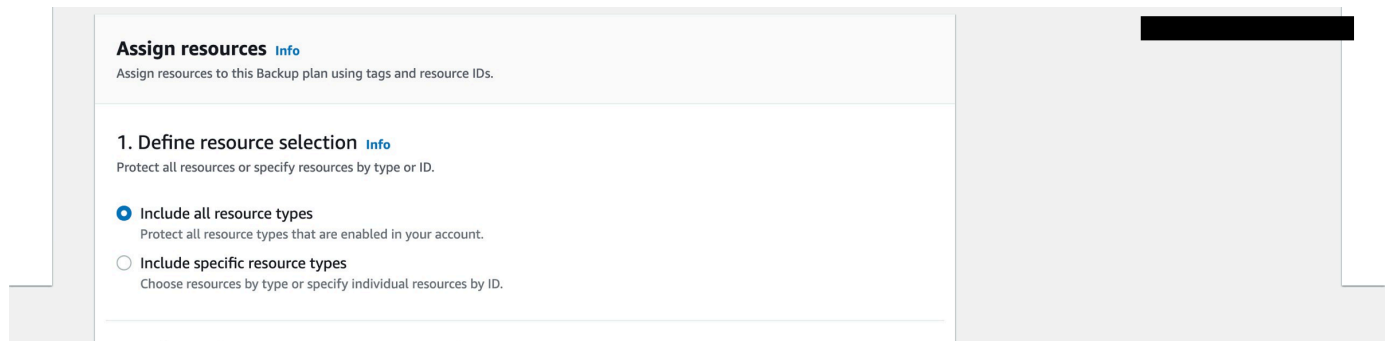 Assign resources Info
Assign resources to this Backup plan using tags and resource IDs.
1. Define resource selection Info
Protect all resources or specify resources by type or ID.
Include all resource types
Protect all resource types that are enabled in your account.
Include specific resource types
Choose resources by type or specify individual resources by ID.